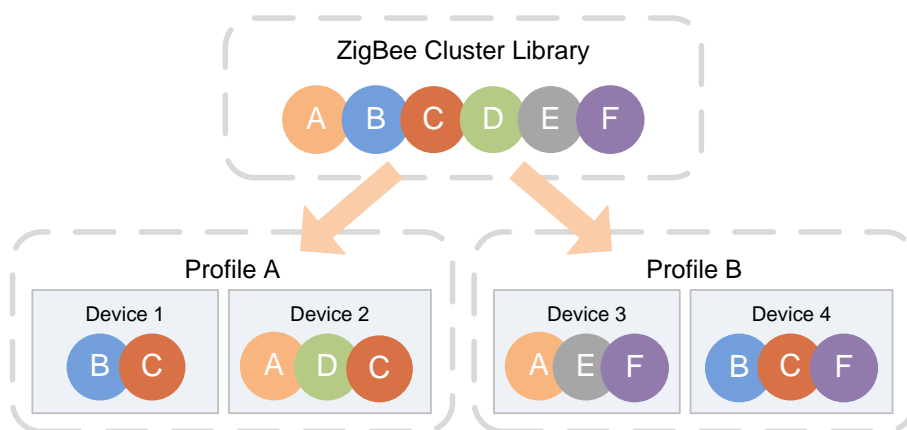 ZigBee Cluster Library
A B C D E F
Profile A
Device 1
B C
Device 2
A D C
Profile B
Device 3
A E F
Device 4
B C F